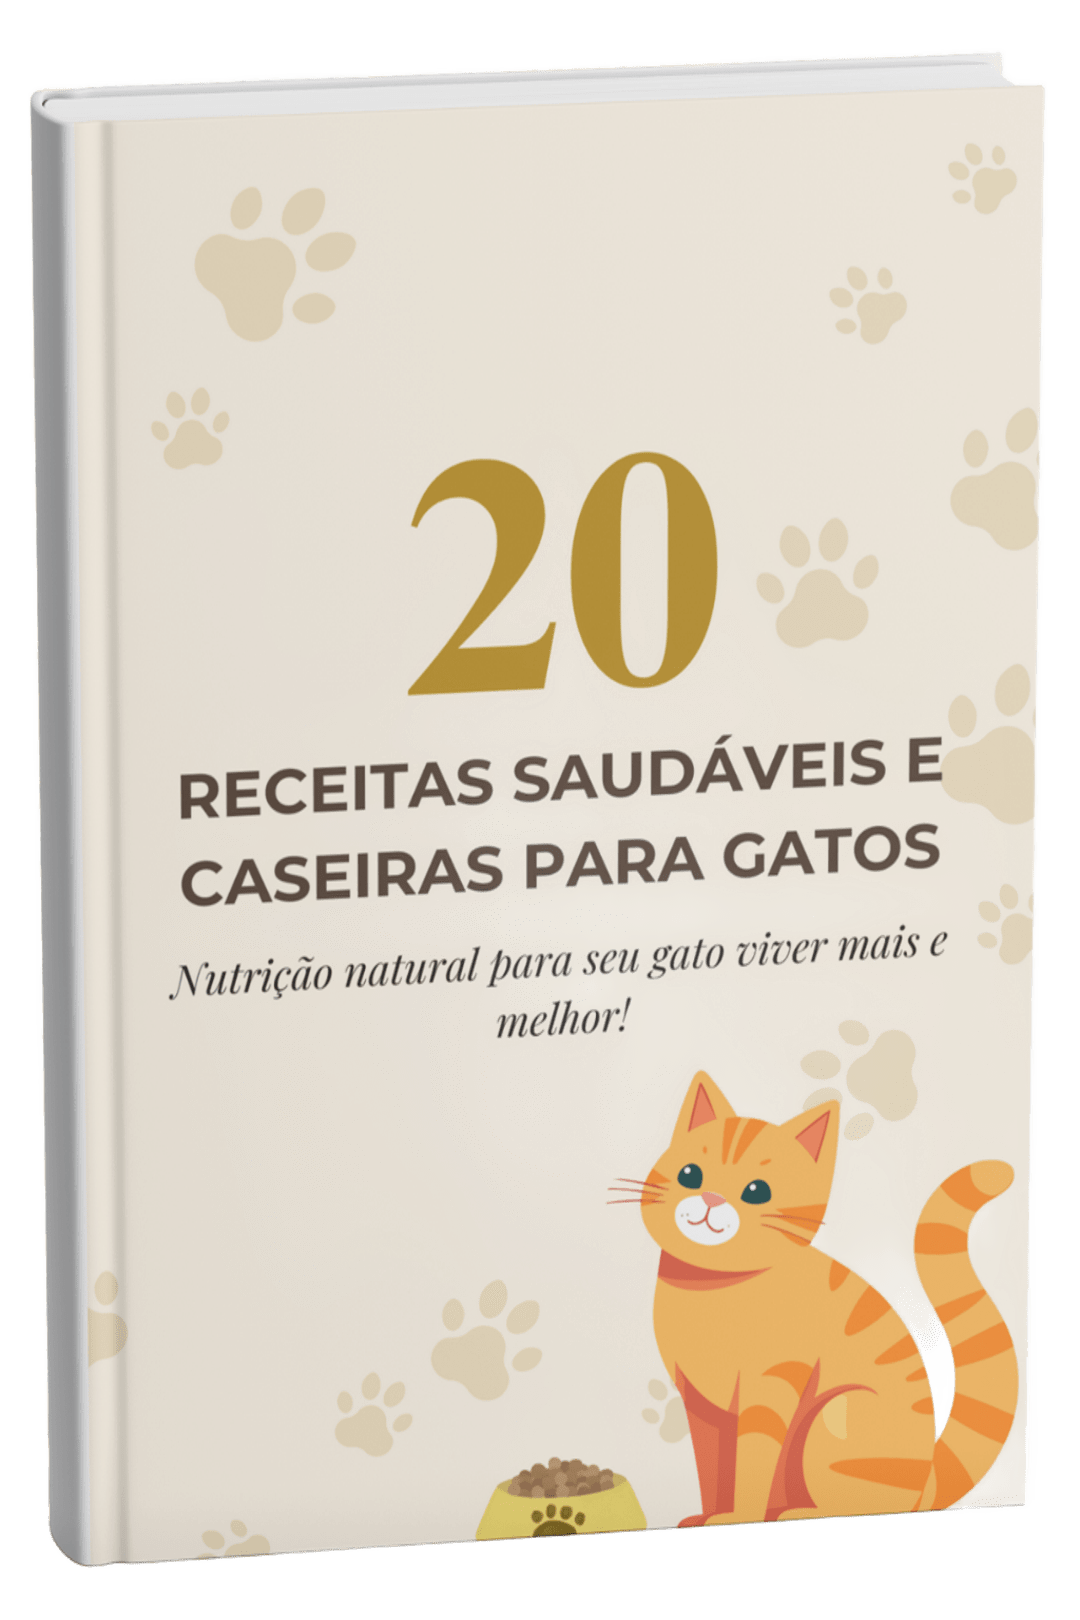 20
RECEITAS SAUDÁVEIS E
CASEIRAS PARA GATOS
Nutrição natural para seu gato viver mais e
melhor!